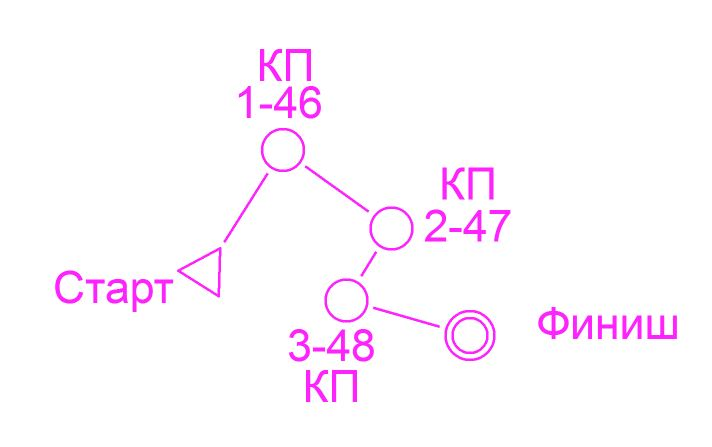 КП
1-46
КП
2-47
Старт
Финиш
3-48
КП